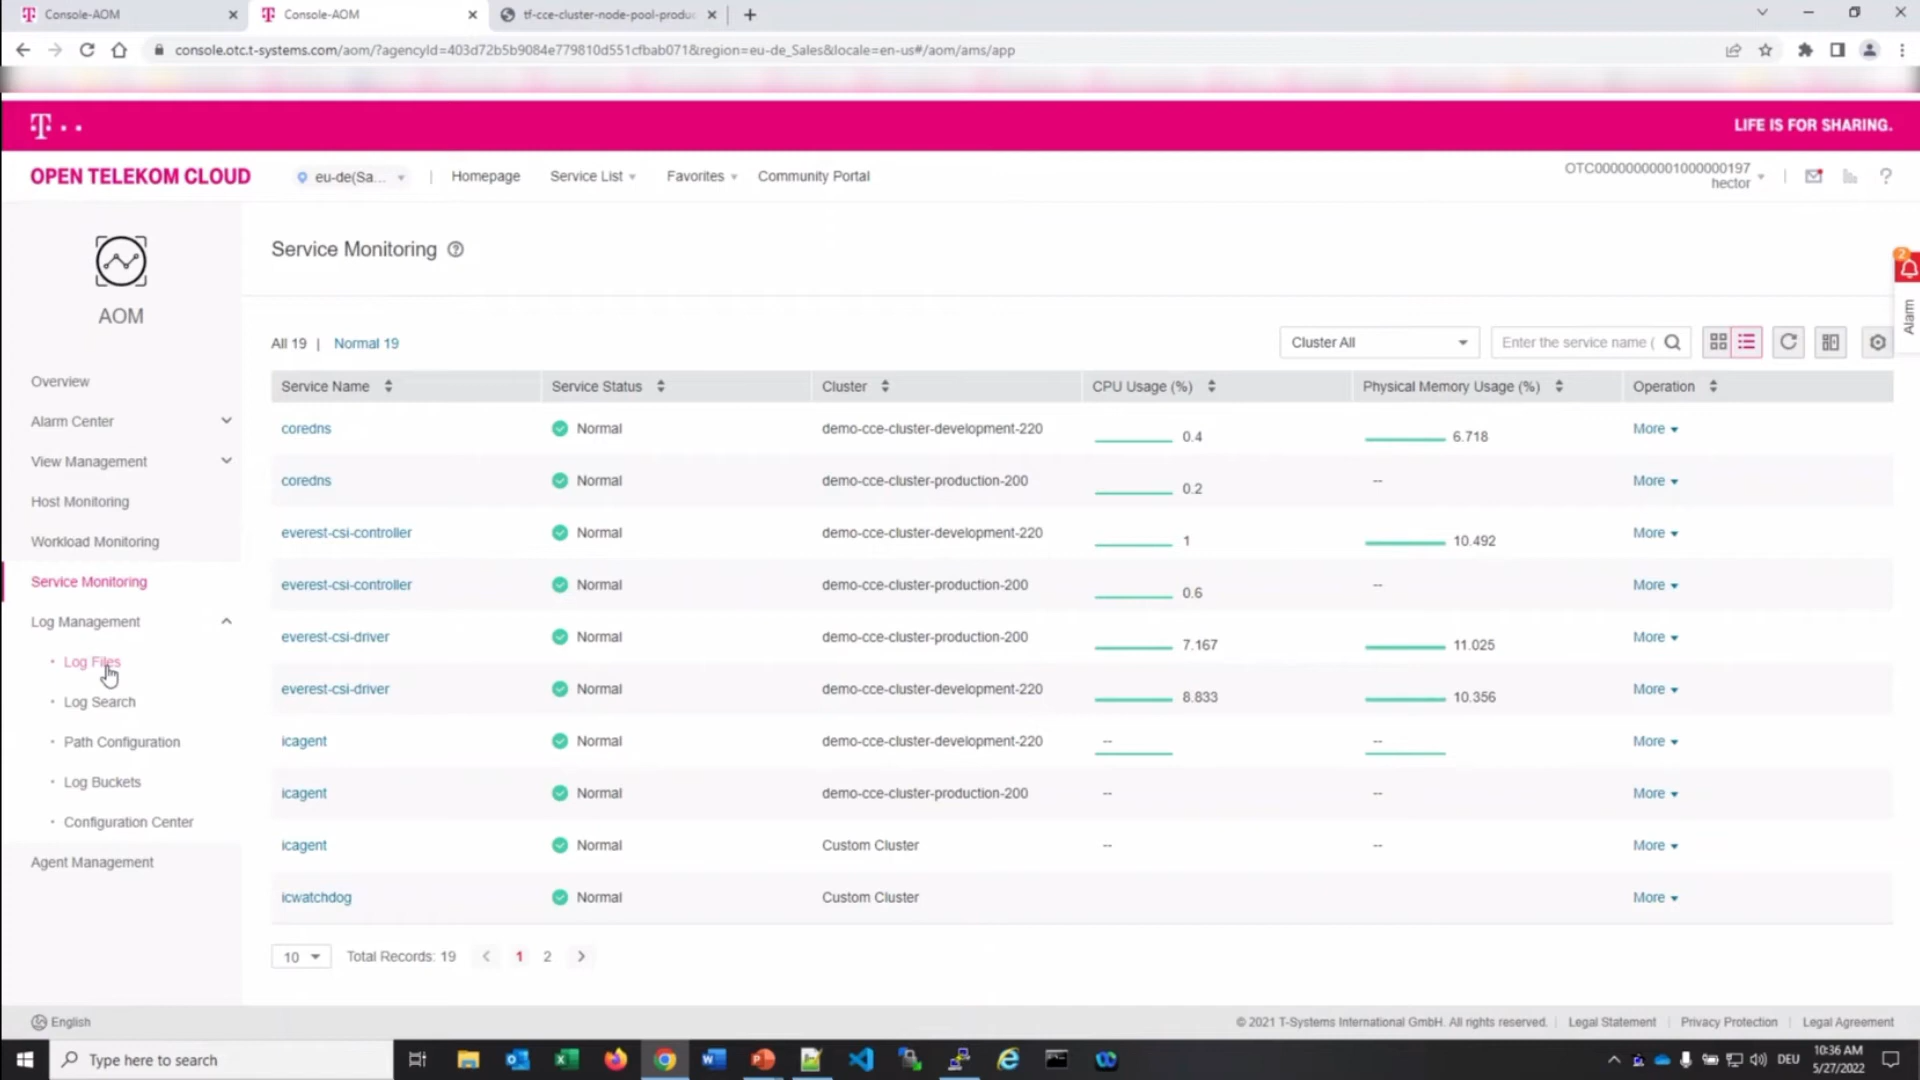 Console-AOM
Console-AOM
tf-cce-cluster-node-pool-produc
console.otc.t-systems.com/aom/?agencyId=403d72b5b9084e779810d551cfbab071&region=eu-de_Sales&locale=en-us#/aom/ams/app
T
LIFE IS FOR SHARING.
OPEN TELEKOM CLOUD
eu-de(Sa...
Homepage
Service List
Favorites
Community Portal
OTC00000000001000000197
hector
AOM
Overview
Alarm Center
View Management
Host Monitoring
Workload Monitoring
Service Monitoring
Log Management
· Log Files
· Log Search
· Path Configuration
· Log Buckets
· Configuration Center
Agent Management
Service Monitoring
2
Alarm
All 19 | Normal 19
Cluster All
Enter the service name (
Service Name Service Status Cluster CPU Usage (%) Physical Memory Usage (%) Operation
coredns Normal demo-cce-cluster-development-220 0.4 6.718 More
coredns Normal demo-cce-cluster-production-200 0.2 -- More
everest-csi-controller Normal demo-cce-cluster-development-220 1 10.492 More
everest-csi-controller Normal demo-cce-cluster-production-200 0.6 -- More
everest-csi-driver Normal demo-cce-cluster-production-200 7.167 11.025 More
everest-csi-driver Normal demo-cce-cluster-development-220 8.833 10.356 More
icagent Normal demo-cce-cluster-development-220 -- -- More
icagent Normal demo-cce-cluster-production-200 -- -- More
icagent Normal Custom Cluster -- -- More
icwatchdog Normal Custom Cluster More
10 Total Records: 19 < 1 2 >
English
© 2021 T-Systems International GmbH. All rights reserved. | Legal Statement | Privacy Protection | Legal Agreement
Type here to search
DEU
10:36 AM
5/27/2022